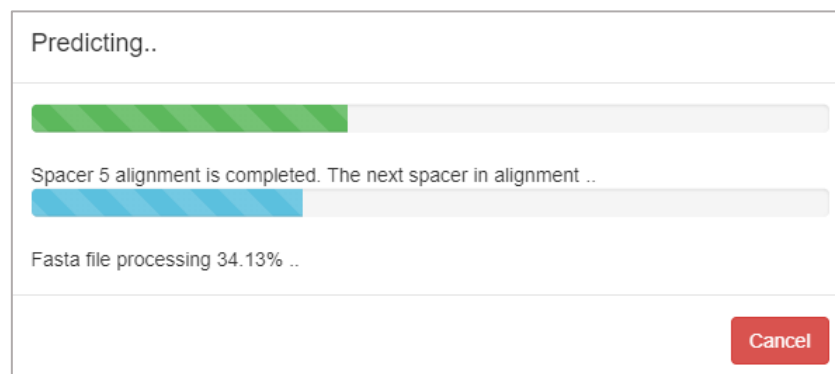 Predicting..
Spacer 5 alignment is completed. The next spacer in alignment ..
Fasta file processing 34.13% ..
Cancel